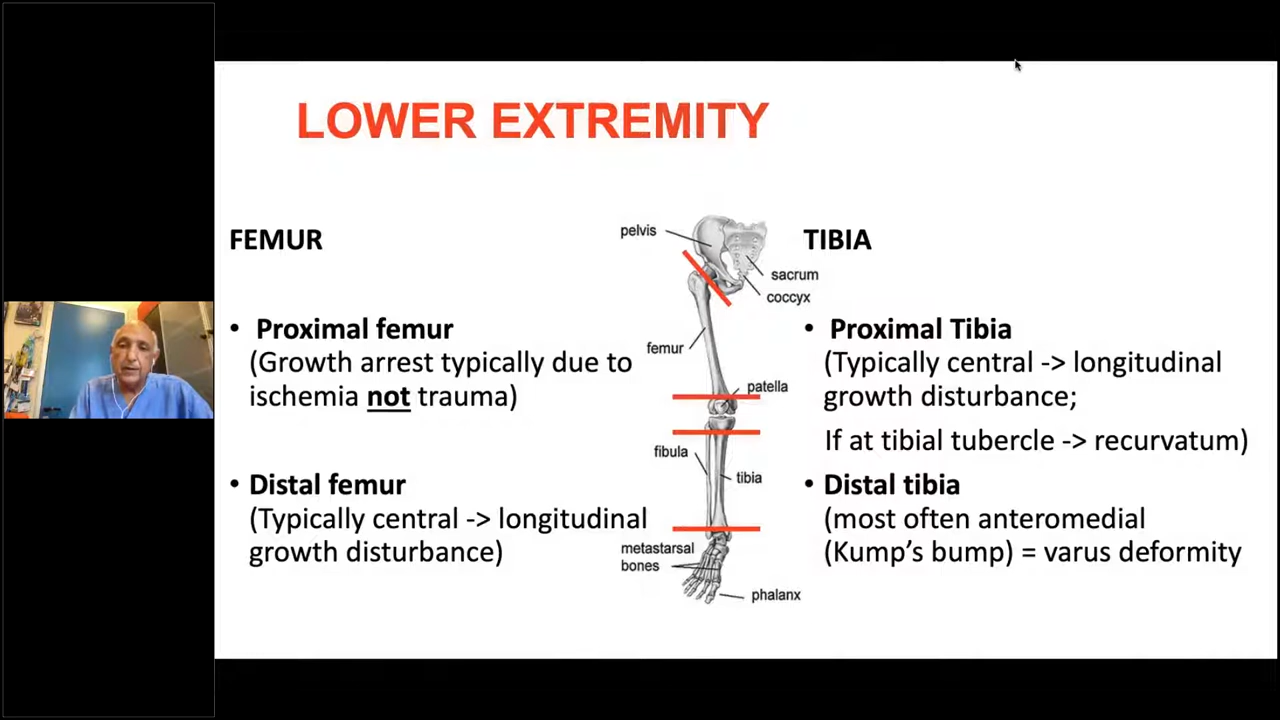 LOWER EXTREMITY
FEMUR
• Proximal femur
(Growth arrest typically due to
ischemia not trauma)
• Distal femur
(Typically central -> longitudinal
growth disturbance)
pelvis
sacrum
coccyx
femur
patella
fibula
tibia
metastarsal
bones
phalanx
TIBIA
• Proximal Tibia
(Typically central -> longitudinal
growth disturbance;
If at tibial tubercle -> recurvatum)
• Distal tibia
(most often anteromedial
(Kump’s bump) = varus deformity